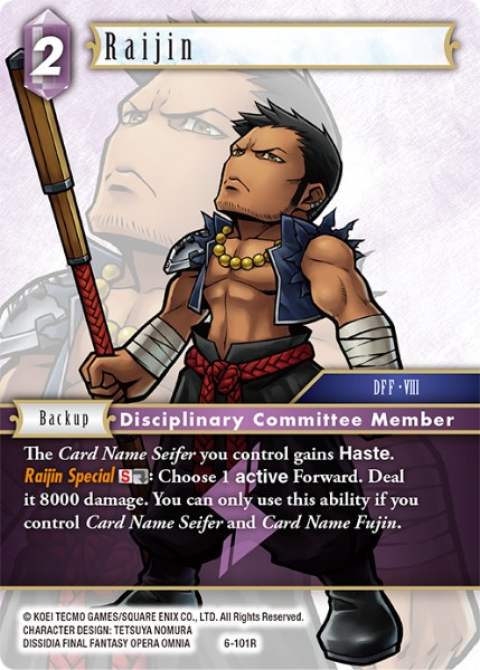 2
Raijin
DFF · VIII
Backup
Disciplinary Committee Member
The Card Name Seifer you control gains Haste.
Raijin Special S : Choose 1 active Forward. Deal
it 8000 damage. You can only use this ability if you
control Card Name Seifer and Card Name Fujin.
© KOEI TECMO GAMES/SQUARE ENIX CO., LTD. All Rights Reserved.
CHARACTER DESIGN: TETSUYA NOMURA
DISSIDIA FINAL FANTASY OPERA OMNIA
6-101R